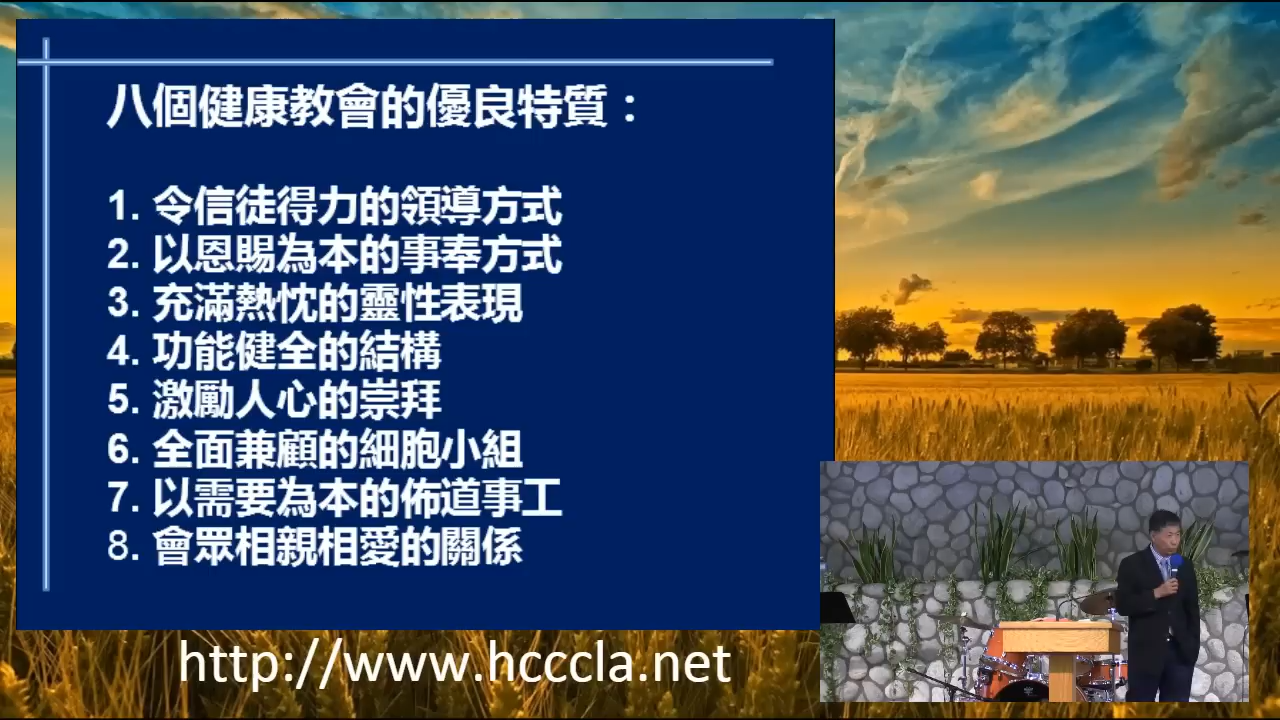 八個健康教會的優良特質：
1. 令信徒得力的領導方式
2. 以恩賜為本的事奉方式
3. 充滿熱忱的靈性表現
4. 功能健全的結構
5. 激勵人心的崇拜
6. 全面兼顧的細胞小組
7. 以需要為本的佈道事工
8. 會眾相親相愛的關係
http://www.hcccla.net